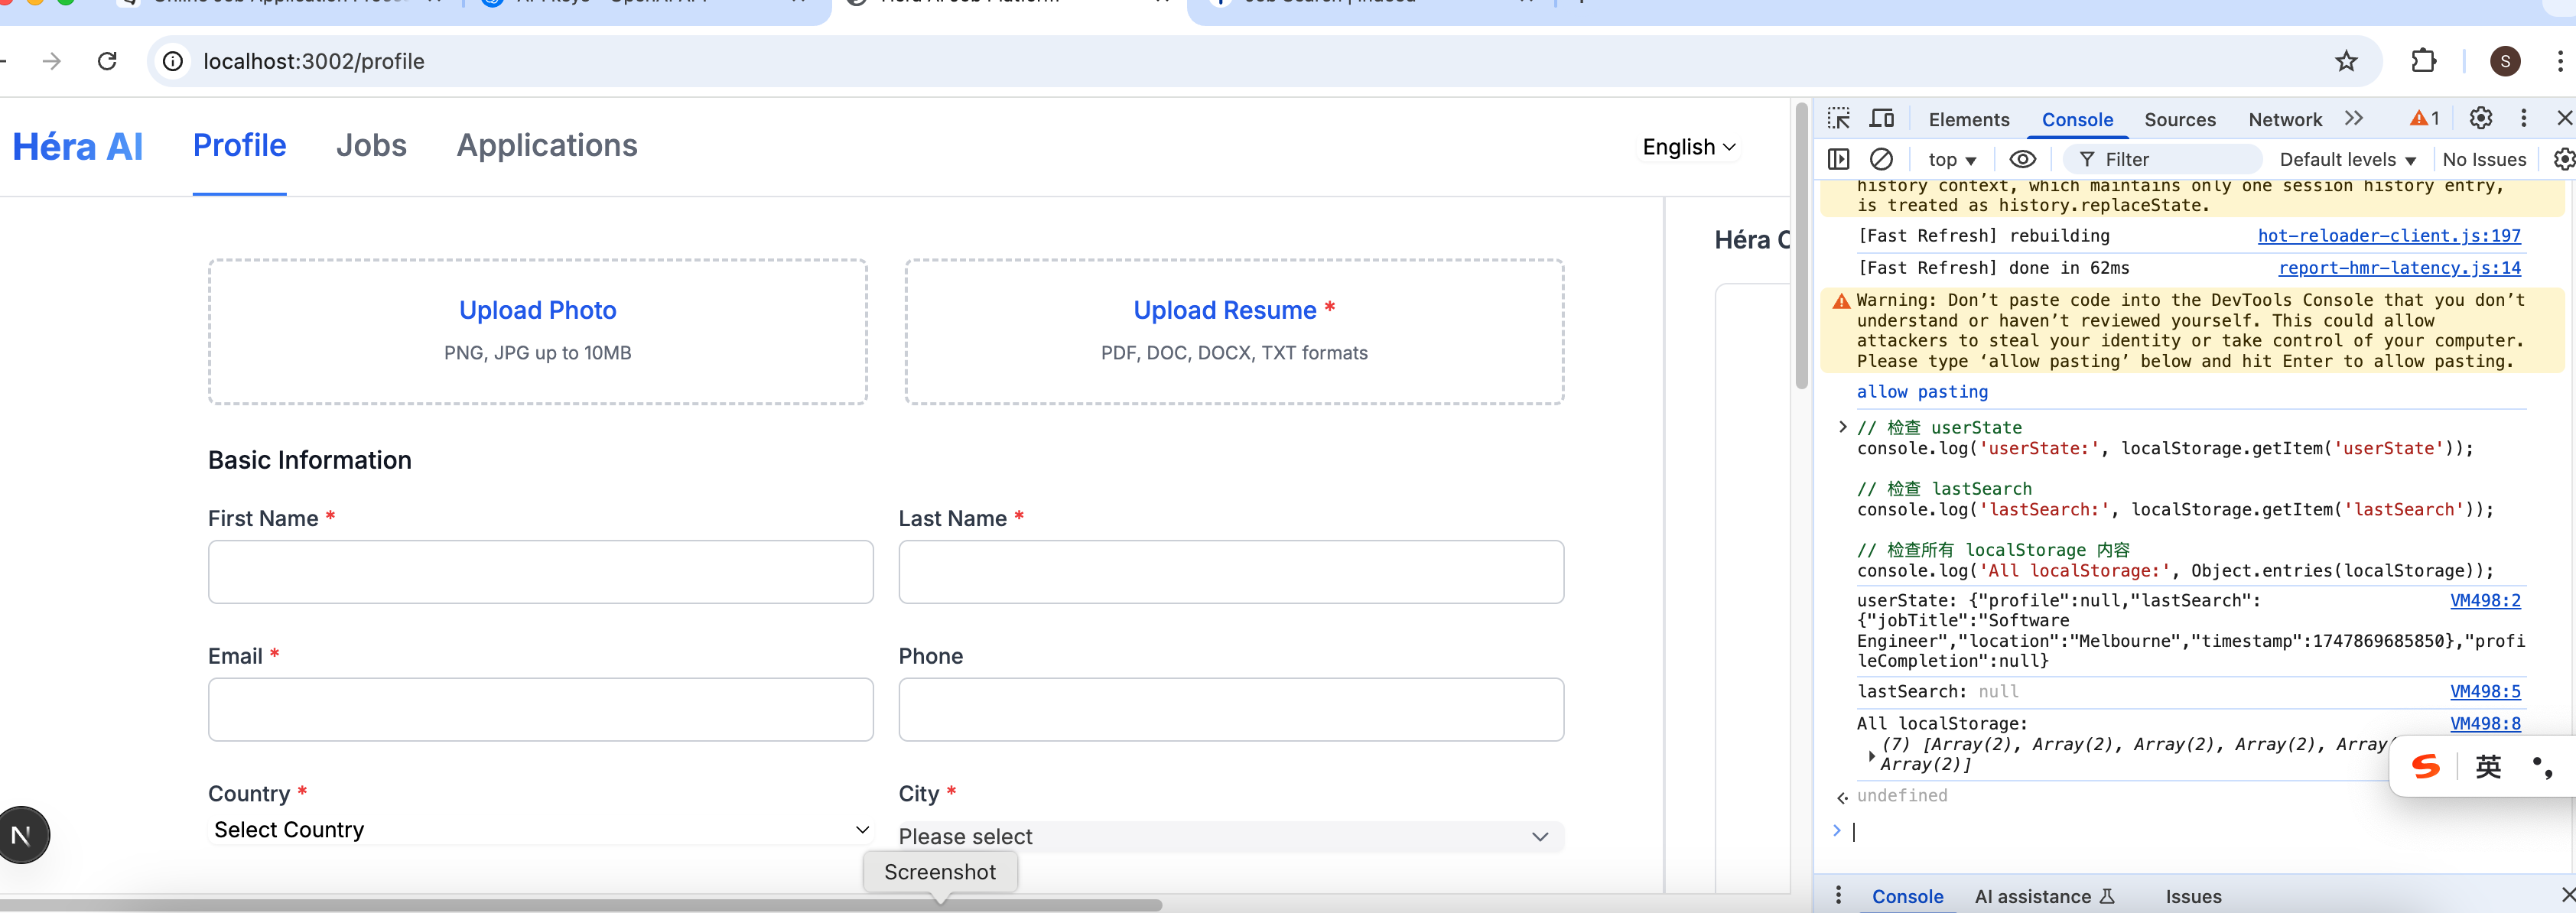 localhost:3002/profile
S
Héra AI
Profile
Jobs
Applications
English
Héra C
Upload Photo
PNG, JPG up to 10MB
Upload Resume *
PDF, DOC, DOCX, TXT formats
Basic Information
First Name *
Last Name *
Email *
Phone
Country *
City *
Select Country
Please select
N
Screenshot
Elements
Console
Sources
Network
1
top
Filter
Default levels
No Issues
history context, which maintains only one session history entry,
is treated as history.replaceState.
[Fast Refresh] rebuilding
hot-reloader-client.js:197
[Fast Refresh] done in 62ms
report-hmr-latency.js:14
Warning: Don’t paste code into the DevTools Console that you don’t
understand or haven’t reviewed yourself. This could allow
attackers to steal your identity or take control of your computer.
Please type ‘allow pasting’ below and hit Enter to allow pasting.
allow pasting
// 检查 userState
console.log('userState:', localStorage.getItem('userState'));
// 检查 lastSearch
console.log('lastSearch:', localStorage.getItem('lastSearch'));
// 检查所有 localStorage 内容
console.log('All localStorage:', Object.entries(localStorage));
userState: {"profile":null,"lastSearch":
VM498:2
{"jobTitle":"Software
Engineer","location":"Melbourne","timestamp":1747869685850},"profi
leCompletion":null}
lastSearch: null
VM498:5
All localStorage:
VM498:8
(7) [Array(2), Array(2), Array(2), Array(2), Array(
Array(2)]
undefined
S
英
Console
AI assistance
Issues